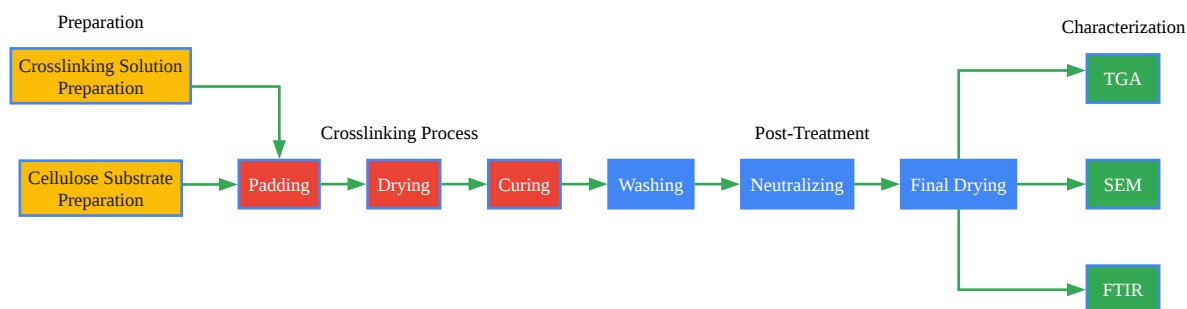 Preparation
Characterization
Crosslinking Solution
Preparation
TGA
Crosslinking Process
Post-Treatment
Cellulose Substrate
Preparation
Padding
Drying
Curing
Washing
Neutralizing
Final Drying
SEM
FTIR